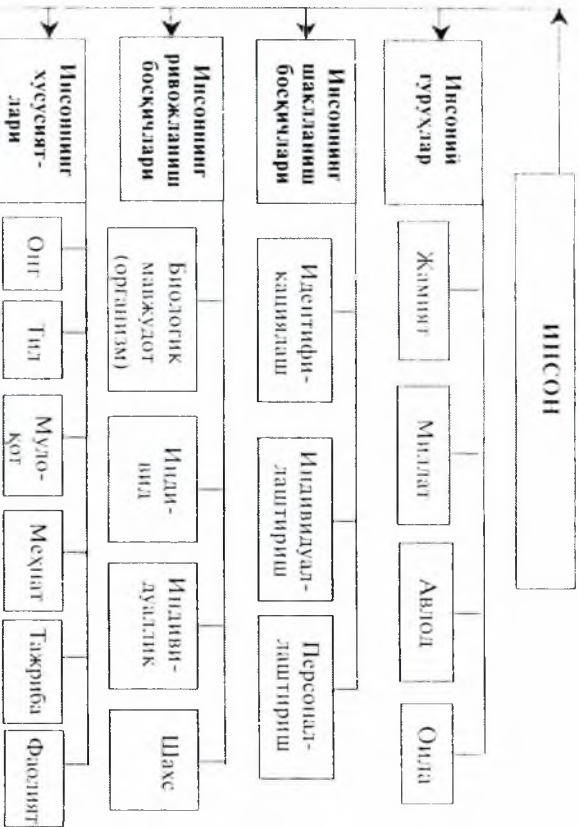 ИНСОН
Инсоний
гуруҳлар
Жамият
Миллат
Авлод
Оила
Инсоннинг
шаклланиш
босқичлари
Идентифи-
кациялаш
Индивидуал-
лаштириш
Персонал-
лаштириш
Инсоннинг
ривожланиш
босқичлари
Биологик
мавжудот
(организм)
Инди-
вид
Индиви-
дуаллик
Шахс
Инсоннинг
хусусият-
лари
Онг
Тил
Муло-
қот
Меҳнат
Тажриба
Фаолият